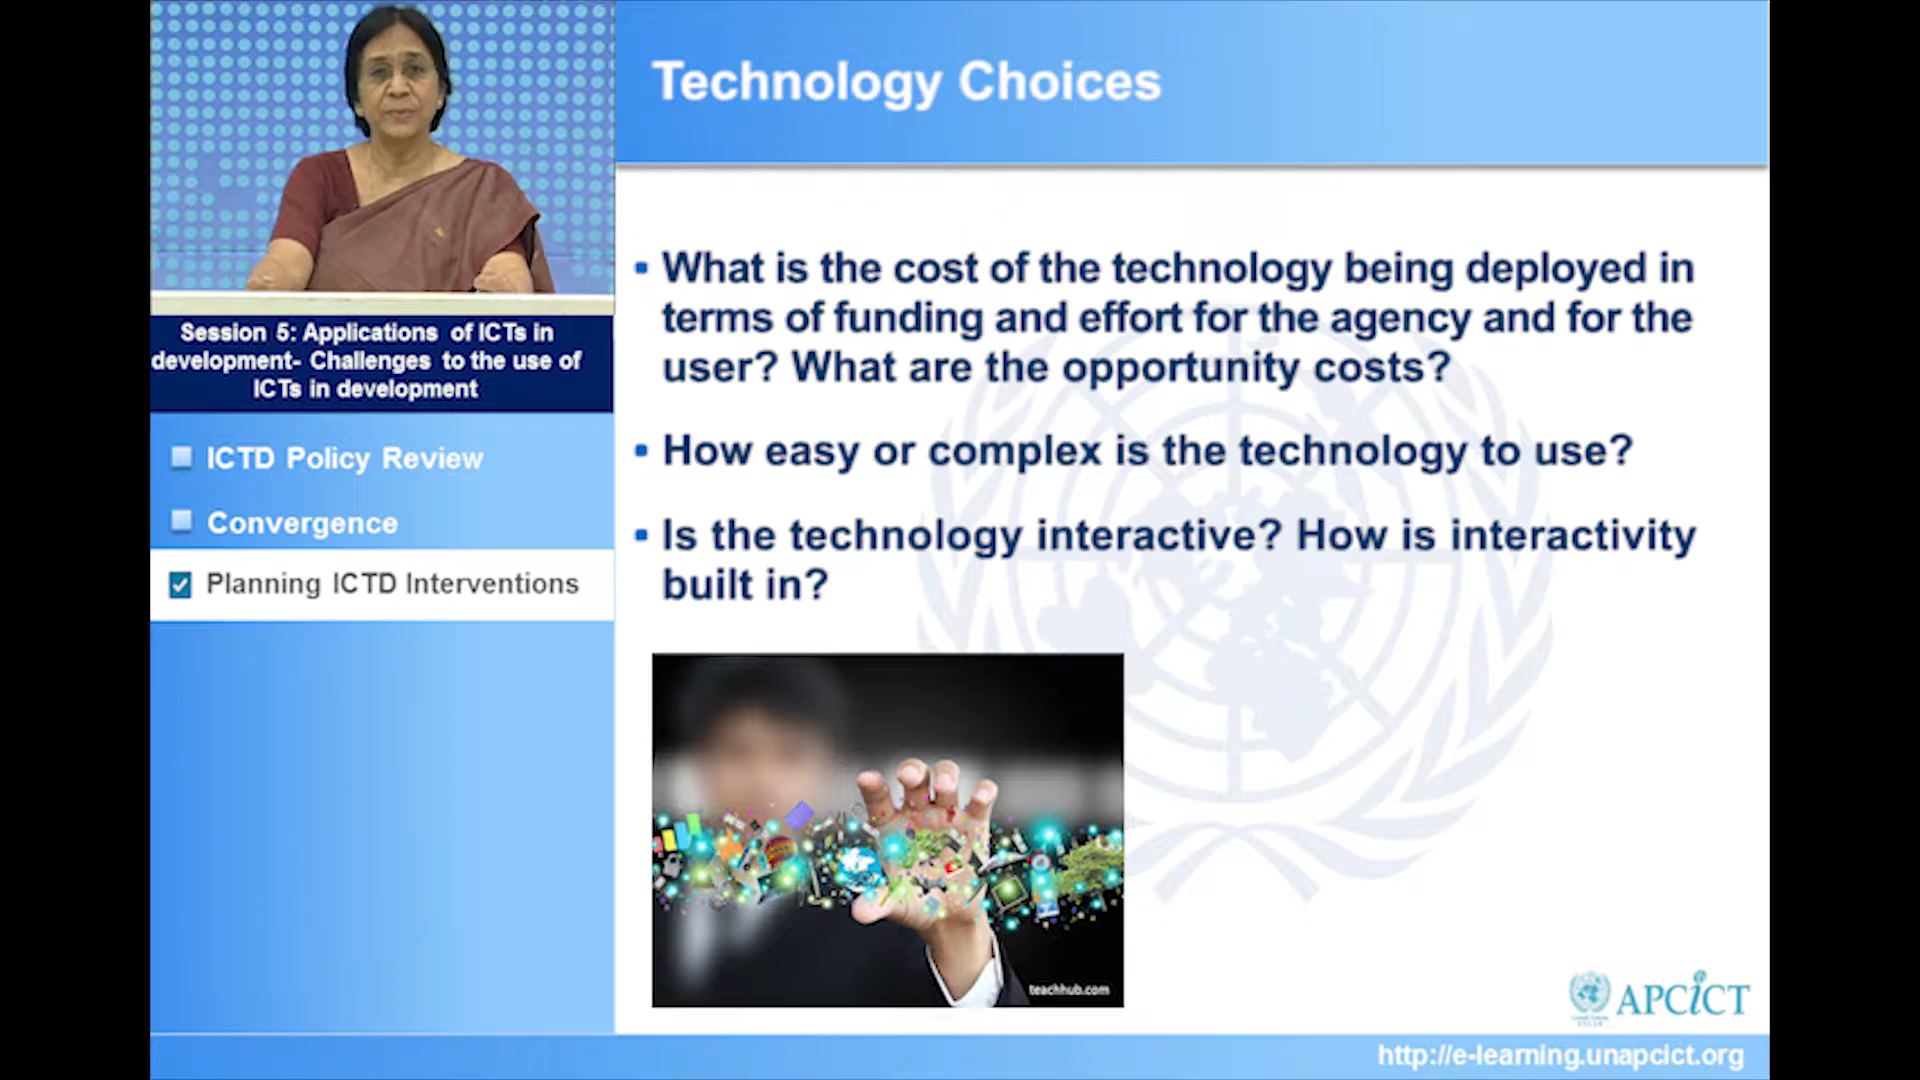 Technology Choices
Session 5: Applications of ICTs in
development- Challenges to the use of
ICTs in development
ICTD Policy Review
Convergence
Planning ICTD Interventions
▪ What is the cost of the technology being deployed in
terms of funding and effort for the agency and for the
user? What are the opportunity costs?
▪ How easy or complex is the technology to use?
▪ Is the technology interactive? How is interactivity
built in?
teachhub.com
APCICT
http://e-learning.unapcict.org